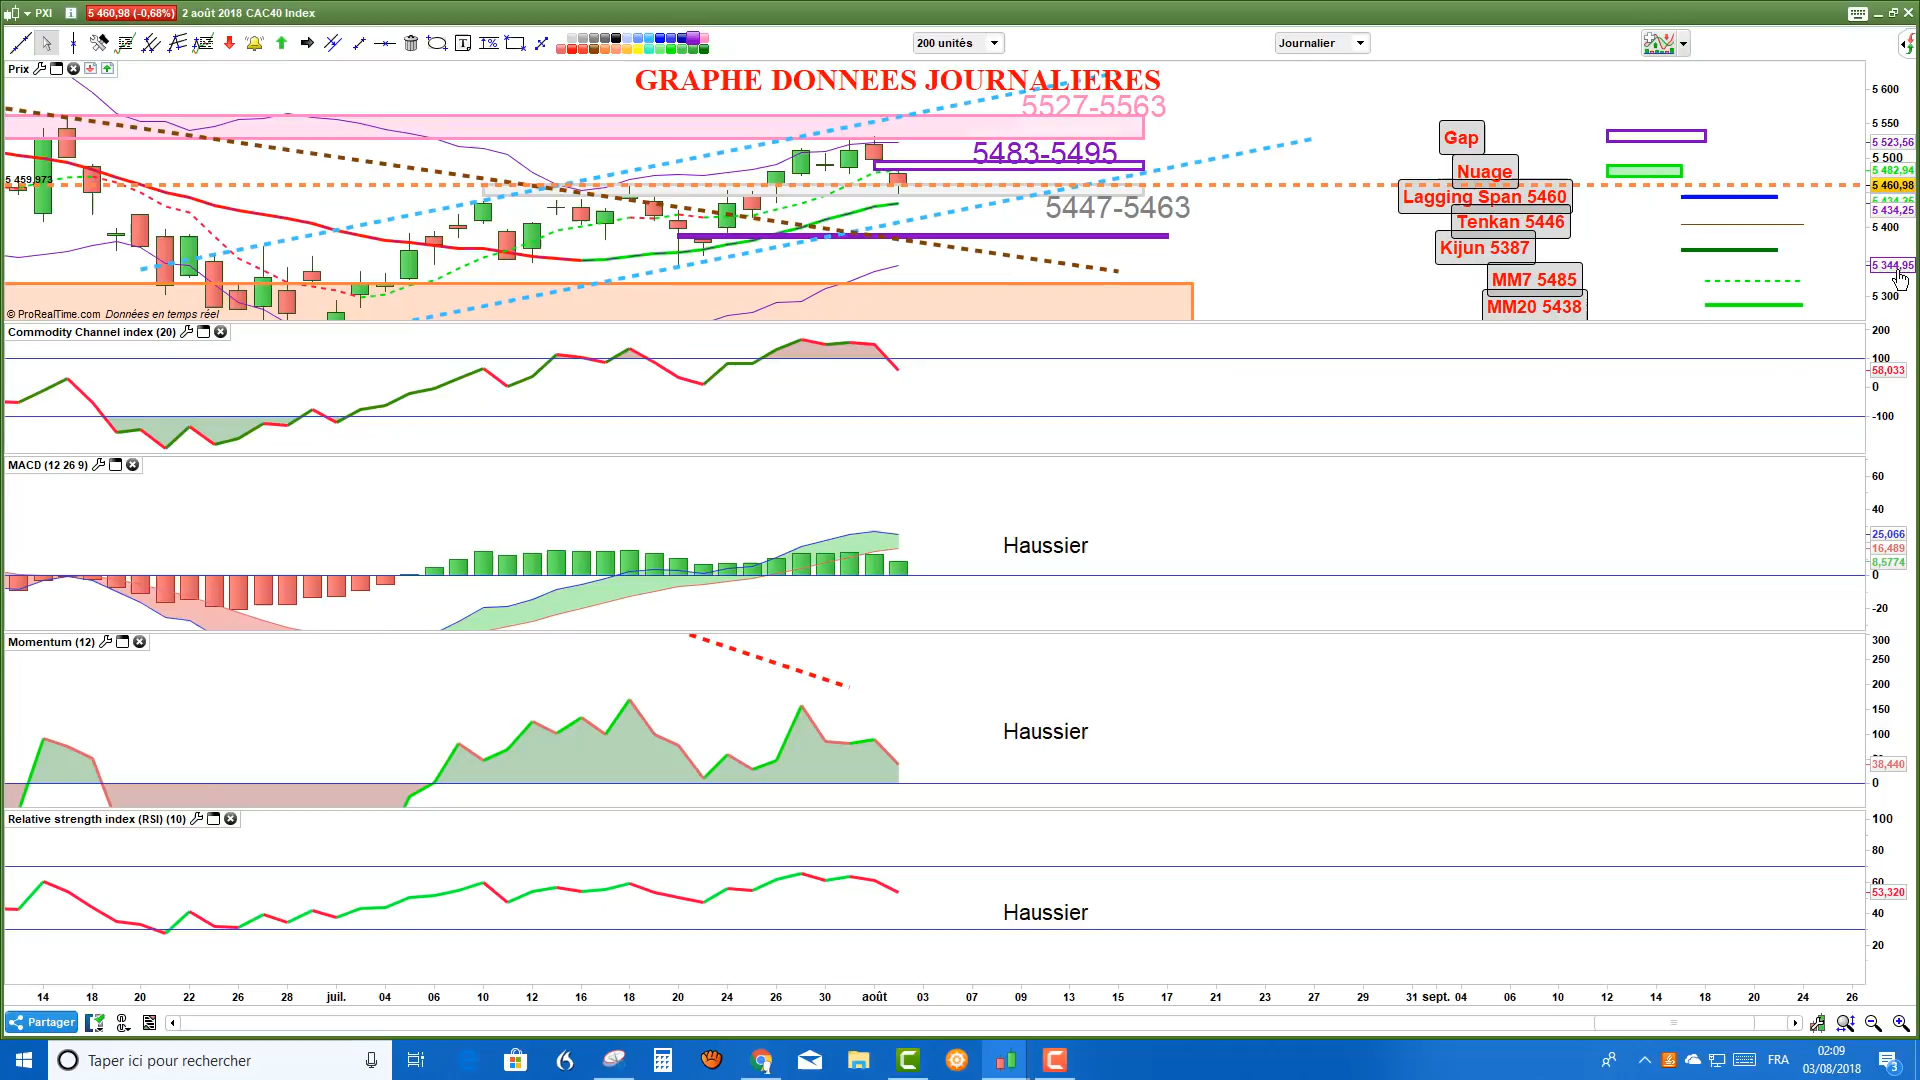 PXI
5 460,98 (-0,68%)
2 août 2018 CAC40 Index
200 unités
Journalier
Prix
GRAPHE DONNEES JOURNALIERES
5527-5563
5483-5495
5447-5463
5 459,973
© ProRealTime.com Données en temps réel
Gap
Nuage
Lagging Span 5460
Tenkan 5446
Kijun 5387
MM7 5485
MM20 5438
5 600
5 550
5 523,56
5 500
5 482,94
5 460,98
5 434,25
5 400
5 344,95
5 300
Commodity Channel index (20)
200
100
58,033
0
-100
MACD (12 26 9)
Haussier
60
40
25,066
16,489
8,5774
0
-20
Momentum (12)
Haussier
300
250
200
150
100
38,440
0
Relative strength index (RSI) (10)
Haussier
100
80
60
53,320
40
20
14 18 20 22 26 28 juil. 04 06 10 12 16 18 20 24 26 30 août 03 07 09 13 15 17 21 23 27 29 31 sept. 04 06 10 12 14 18 20 24 26
Partager
Taper ici pour rechercher
FRA
02:09
03/08/2018
3